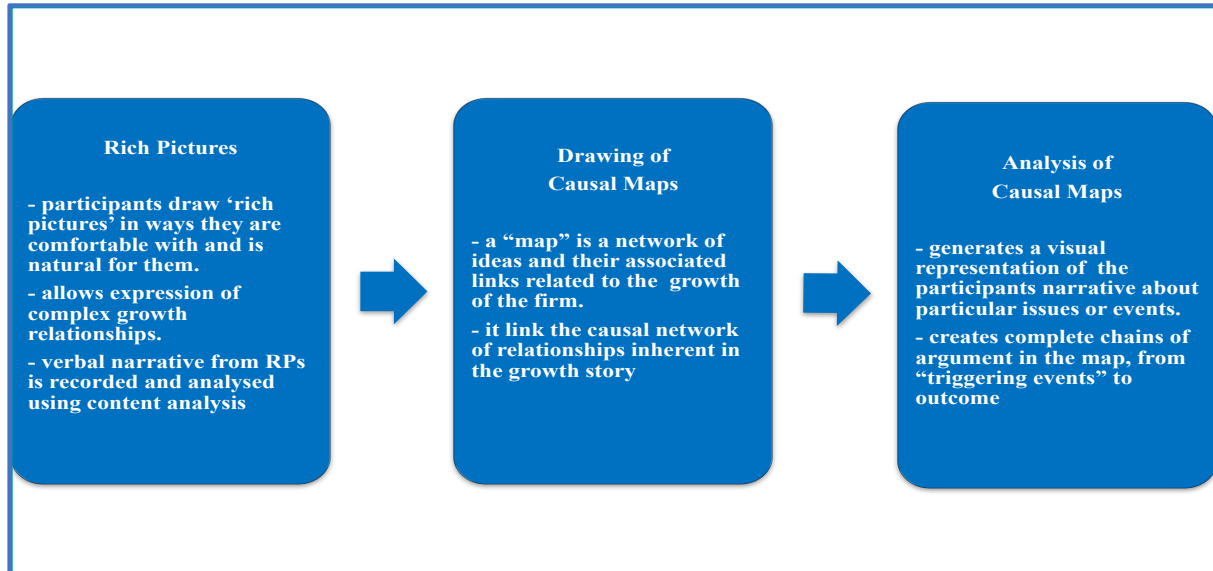 Rich Pictures
- participants draw ‘rich
pictures’ in ways they are
comfortable with and is
natural for them.
- allows expression of
complex growth
relationships.
- verbal narrative from RPs
is recorded and analysed
using content analysis
Drawing of
Causal Maps
- a “map” is a network of
ideas and their associated
links related to the growth
of the firm.
- it link the causal network
of relationships inherent in
the growth story
Analysis of
Causal Maps
- generates a visual
representation of the
participants narrative about
particular issues or events.
- creates complete chains of
argument in the map, from
“triggering events” to
outcome